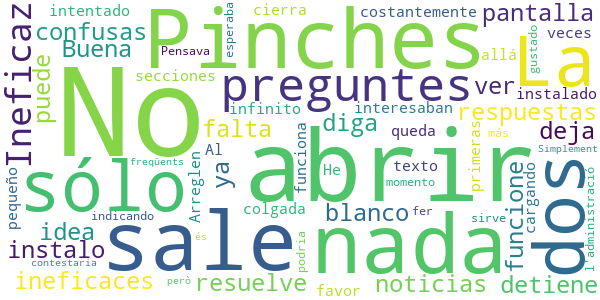 intentado
cierra
costantemente
pantalla
Ineficaz
confusas
Buena
Pinches
Pensava
esperaba
La
gustado
veces
allá
puede
No
secciones
preguntes
ver
instalado
infinito
interesaban
respuestas
falta
diga
deja
Al
queda
primeras
más
Simplement
funciona
abrir
dos
freqüents
ya
He
texto
sólo
Arreglen
momento
pequeño
colgada
blanco
fer
sirve
funcione
cargando
l'administració
indicando
idea
sale
nada
instalo
és
podria
contestaria
però
resuelve
noticias
detiene
ineficaces
favor